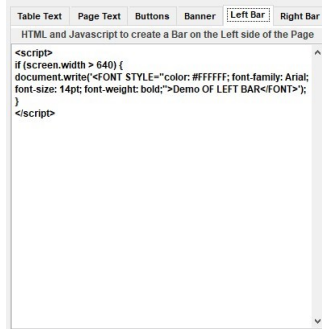 Table Text Page Text Buttons Banner Left Bar Right Bar
HTML and Javascript to create a Bar on the Left side of the Page
<script>
if (screen.width > 640) {
document.write('<FONT STYLE="color: #FFFFFF; font-family: Arial;
font-size: 14pt; font-weight: bold;">Demo OF LEFT BAR</FONT>');
}
</script>